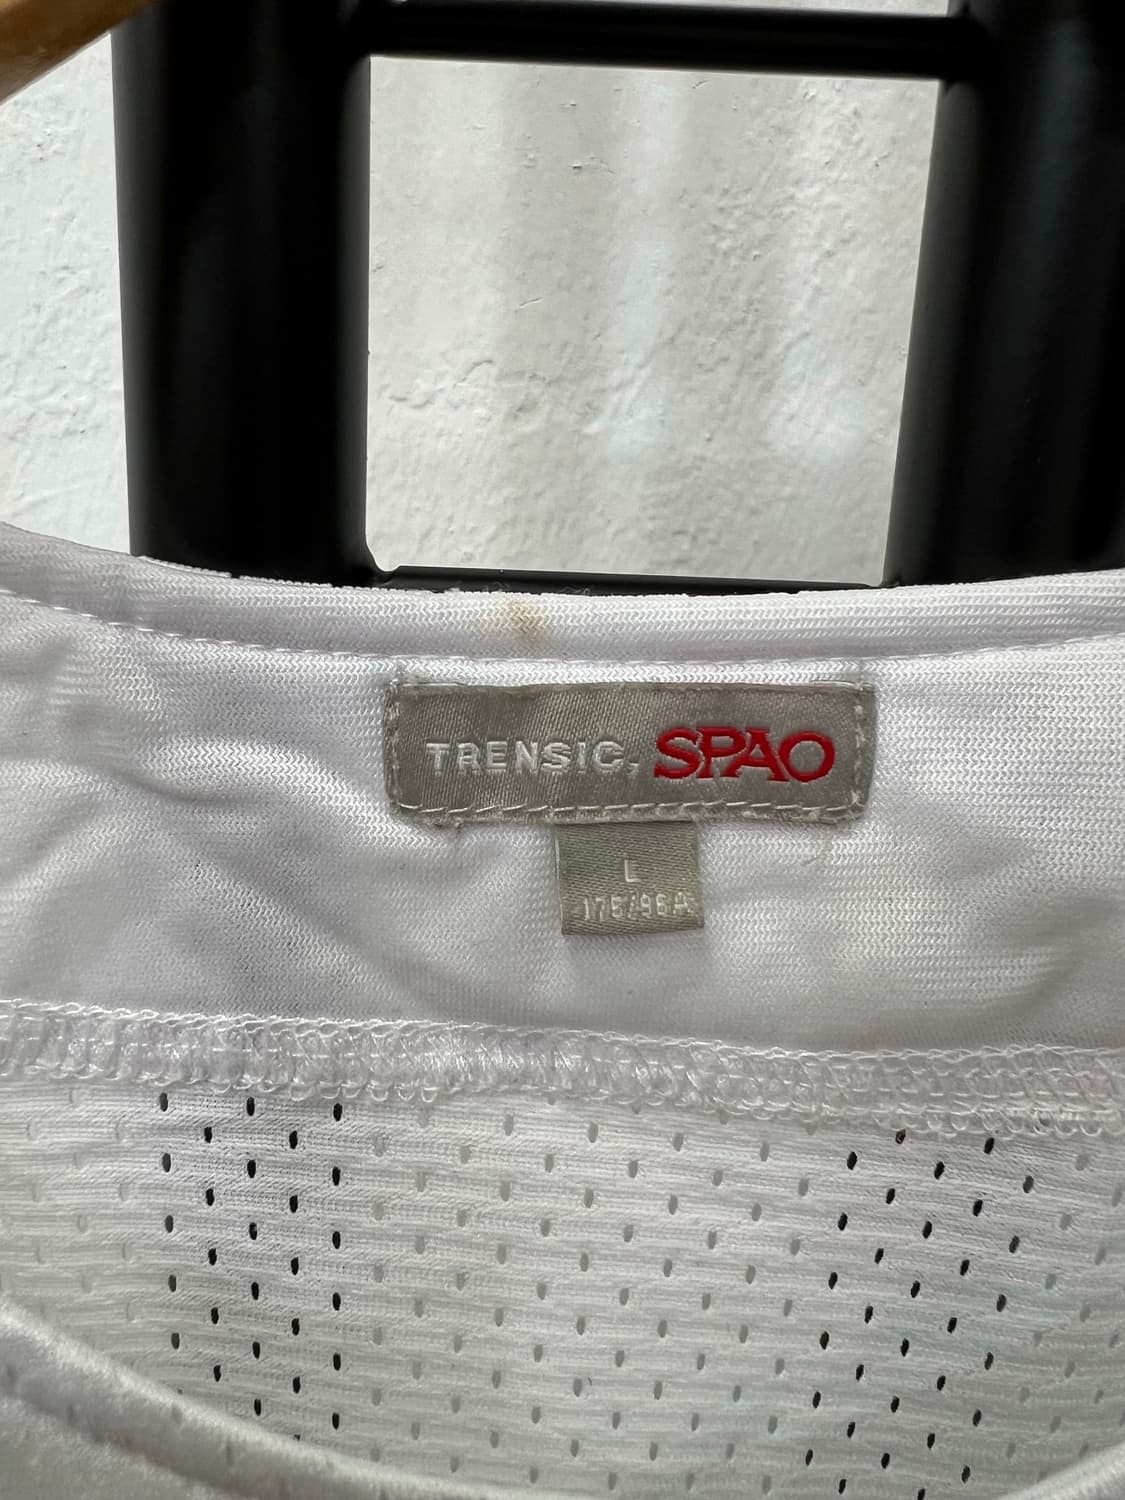 TRENSIC, SPAO
L
175/96A